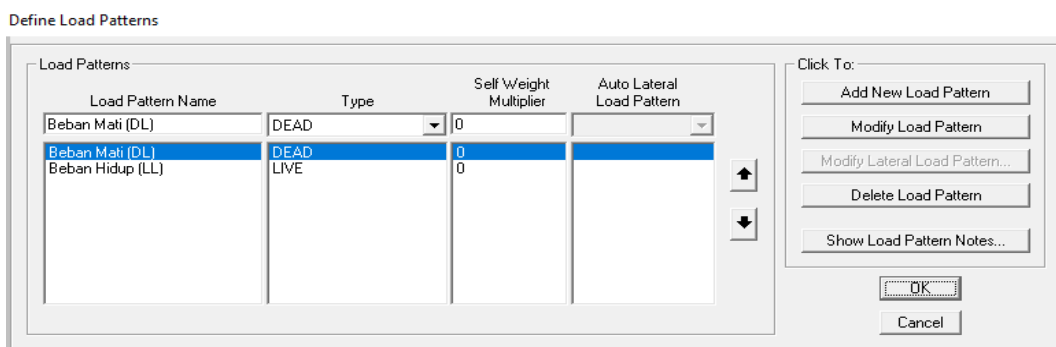 Define Load Patterns
Load Patterns
Click To:
Load Pattern Name Type Self Weight Multiplier Auto Lateral Load Pattern
Beban Mati (DL) DEAD 0
Beban Mati (DL) DEAD 0
Beban Hidup (LL) LIVE 0
Add New Load Pattern
Modify Load Pattern
Modify Lateral Load Pattern...
Delete Load Pattern
Show Load Pattern Notes...
OK
Cancel